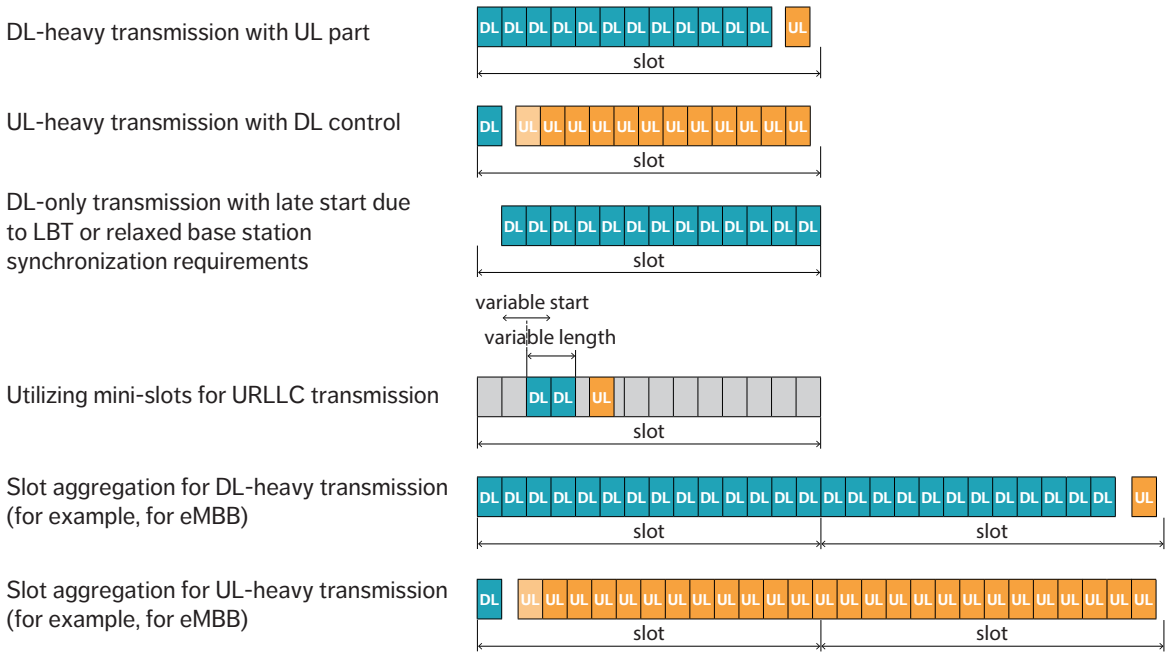 DL-heavy transmission with UL part
DL DL DL DL DL DL DL DL DL DL DL DL UL
slot
UL-heavy transmission with DL control
DL UL UL UL UL UL UL UL UL UL UL UL UL
slot
DL-only transmission with late start due
to LBT or relaxed base station
synchronization requirements
DL DL DL DL DL DL DL DL DL DL DL DL DL
slot
variable start
variable length
Utilizing mini-slots for URLLC transmission
DL DL UL
slot
Slot aggregation for DL-heavy transmission
(for example, for eMBB)
DL DL DL DL DL DL DL DL DL DL DL DL DL DL DL DL DL DL DL DL DL DL DL DL DL DL UL
slot slot
Slot aggregation for UL-heavy transmission
(for example, for eMBB)
DL UL UL UL UL UL UL UL UL UL UL UL UL UL UL UL UL UL UL UL UL UL UL UL UL UL UL
slot slot